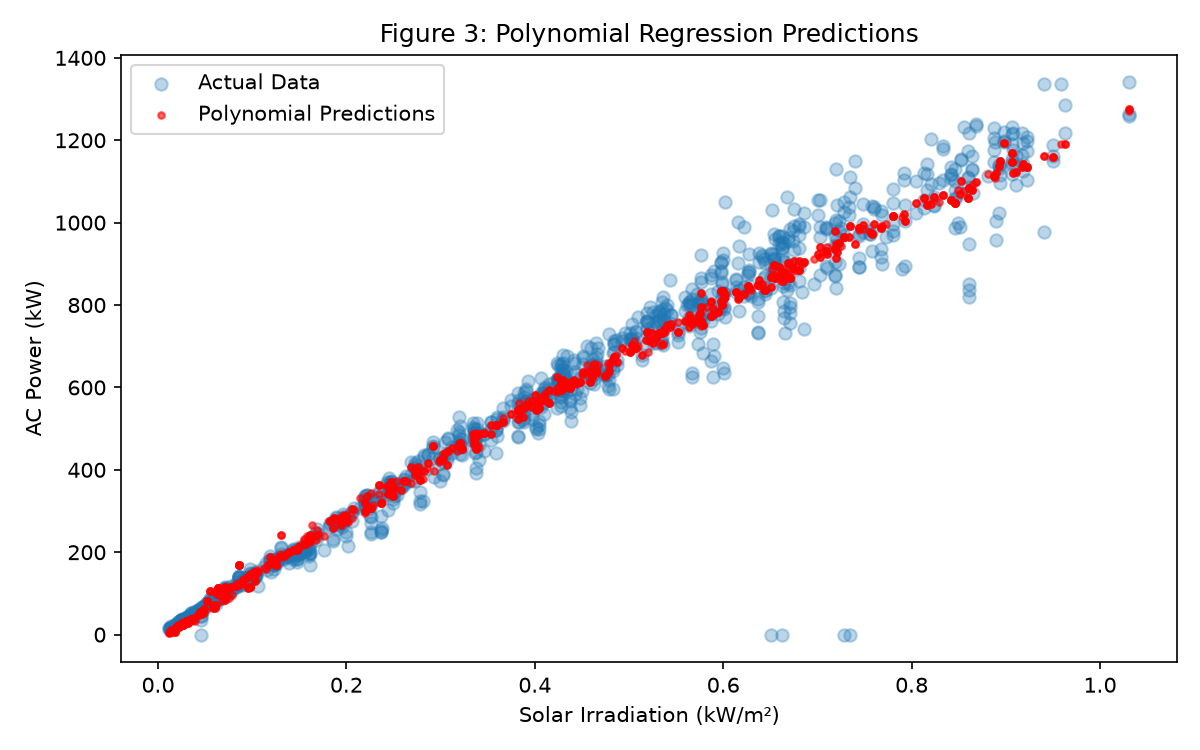 Figure 3: Polynomial Regression Predictions
Actual Data
Polynomial Predictions
1400
1200
1000
800
600
400
200
0
AC Power (kW)
0.0 0.2 0.4 0.6 0.8 1.0
Solar Irradiation (kW/m²)